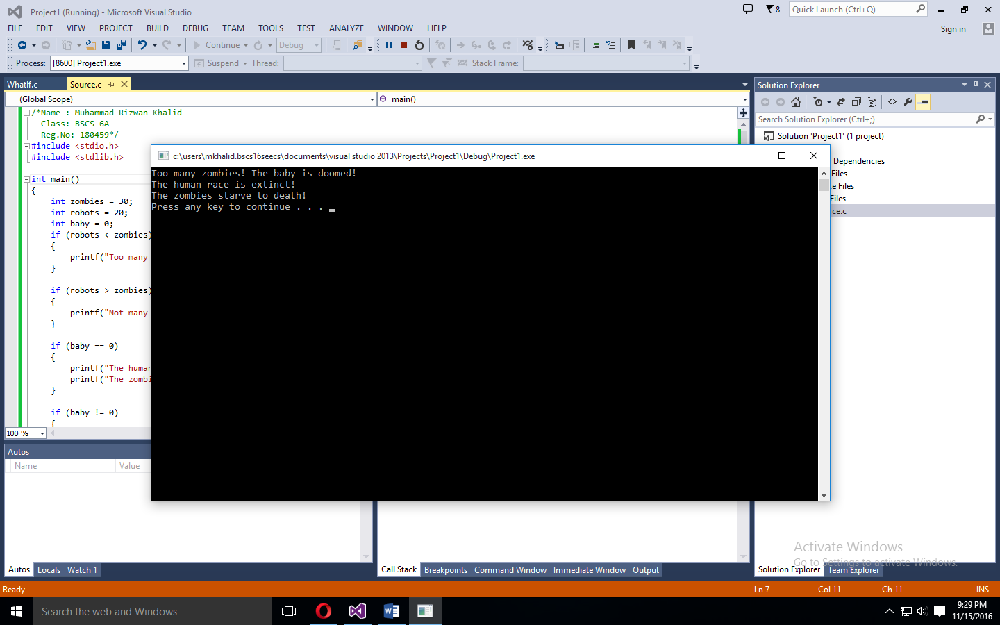 Project1 (Running) - Microsoft Visual Studio
8
Quick Launch (Ctrl+Q)
FILE EDIT VIEW PROJECT BUILD DEBUG TEAM TOOLS TEST ANALYZE WINDOW HELP
Sign in
Continue
Debug
Process: [8600] Project1.exe
Suspend
Thread:
Stack Frame:
WhatIf.c
Source.c
(Global Scope)
main()
/*Name : Muhammad Rizwan Khalid
Class: BSCS-6A
Reg.No: 180459*/
#include <stdio.h>
#include <stdlib.h>
int main()
{
int zombies = 30;
int robots = 20;
int baby = 0;
if (robots < zombies)
{
printf("Too many
}
if (robots > zombies)
{
printf("Not many
}
if (baby == 0)
{
printf("The human
printf("The zombi
}
if (baby != 0)
{
100 %
c:\users\mkhalid.bscs16seecs\documents\visual studio 2013\Projects\Project1\Debug\Project1.exe
Too many zombies! The baby is doomed!
The human race is extinct!
The zombies starve to death!
Press any key to continue . . .
Solution Explorer
Search Solution Explorer (Ctrl+;)
Solution 'Project1' (1 project)
Dependencies
Files
e Files
Files
rce.c
Autos
Name Value
Autos Locals Watch 1
Call Stack Breakpoints Command Window Immediate Window Output
Activate Windows
Go to Settings to activate Windows.
Solution Explorer Team Explorer
Ready
Ln 7 Col 11 Ch 11 INS
Search the web and Windows
9:29 PM
11/15/2016